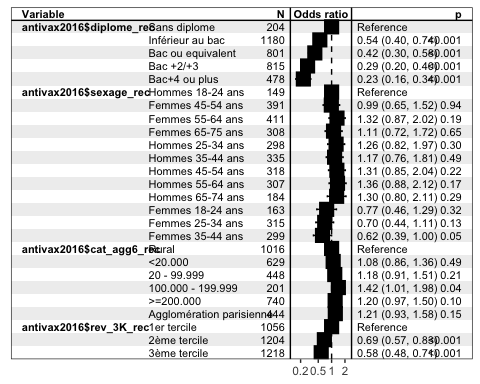 Variable N Odds ratio p
antivax2016$diplome_rec Sans diplome 204 Reference
Inférieur au bac 1180 0.54 (0.40, 0.74) <0.001
Bac ou equivalent 801 0.42 (0.30, 0.58) <0.001
Bac +2/+3 815 0.29 (0.20, 0.40) <0.001
Bac+4 ou plus 478 0.23 (0.16, 0.34) <0.001
antivax2016$sexage_rec Hommes 18-24 ans 149 Reference
Femmes 45-54 ans 391 0.99 (0.65, 1.52) 0.94
Femmes 55-64 ans 411 1.32 (0.87, 2.02) 0.19
Femmes 65-75 ans 308 1.11 (0.72, 1.72) 0.65
Hommes 25-34 ans 298 1.26 (0.82, 1.97) 0.30
Hommes 35-44 ans 335 1.17 (0.76, 1.81) 0.49
Hommes 45-54 ans 318 1.31 (0.85, 2.04) 0.22
Hommes 55-64 ans 307 1.36 (0.88, 2.12) 0.17
Hommes 65-74 ans 184 1.30 (0.80, 2.11) 0.29
Femmes 18-24 ans 163 0.77 (0.46, 1.29) 0.32
Femmes 25-34 ans 315 0.70 (0.44, 1.11) 0.13
Femmes 35-44 ans 299 0.62 (0.39, 1.00) 0.05
antivax2016$cat_agg6_rec Rural 1016 Reference
<20.000 629 1.08 (0.86, 1.36) 0.49
20 - 99.999 448 1.18 (0.91, 1.51) 0.21
100.000 - 199.999 201 1.42 (1.01, 1.98) 0.04
>=200.000 740 1.20 (0.97, 1.50) 0.10
Agglomération parisienne 444 1.21 (0.93, 1.58) 0.15
antivax2016$rev_3K_rec 1er tercile 1056 Reference
2ème tercile 1204 0.69 (0.57, 0.83) <0.001
3ème tercile 1218 0.58 (0.48, 0.71) <0.001
0.2 0.5 1 2